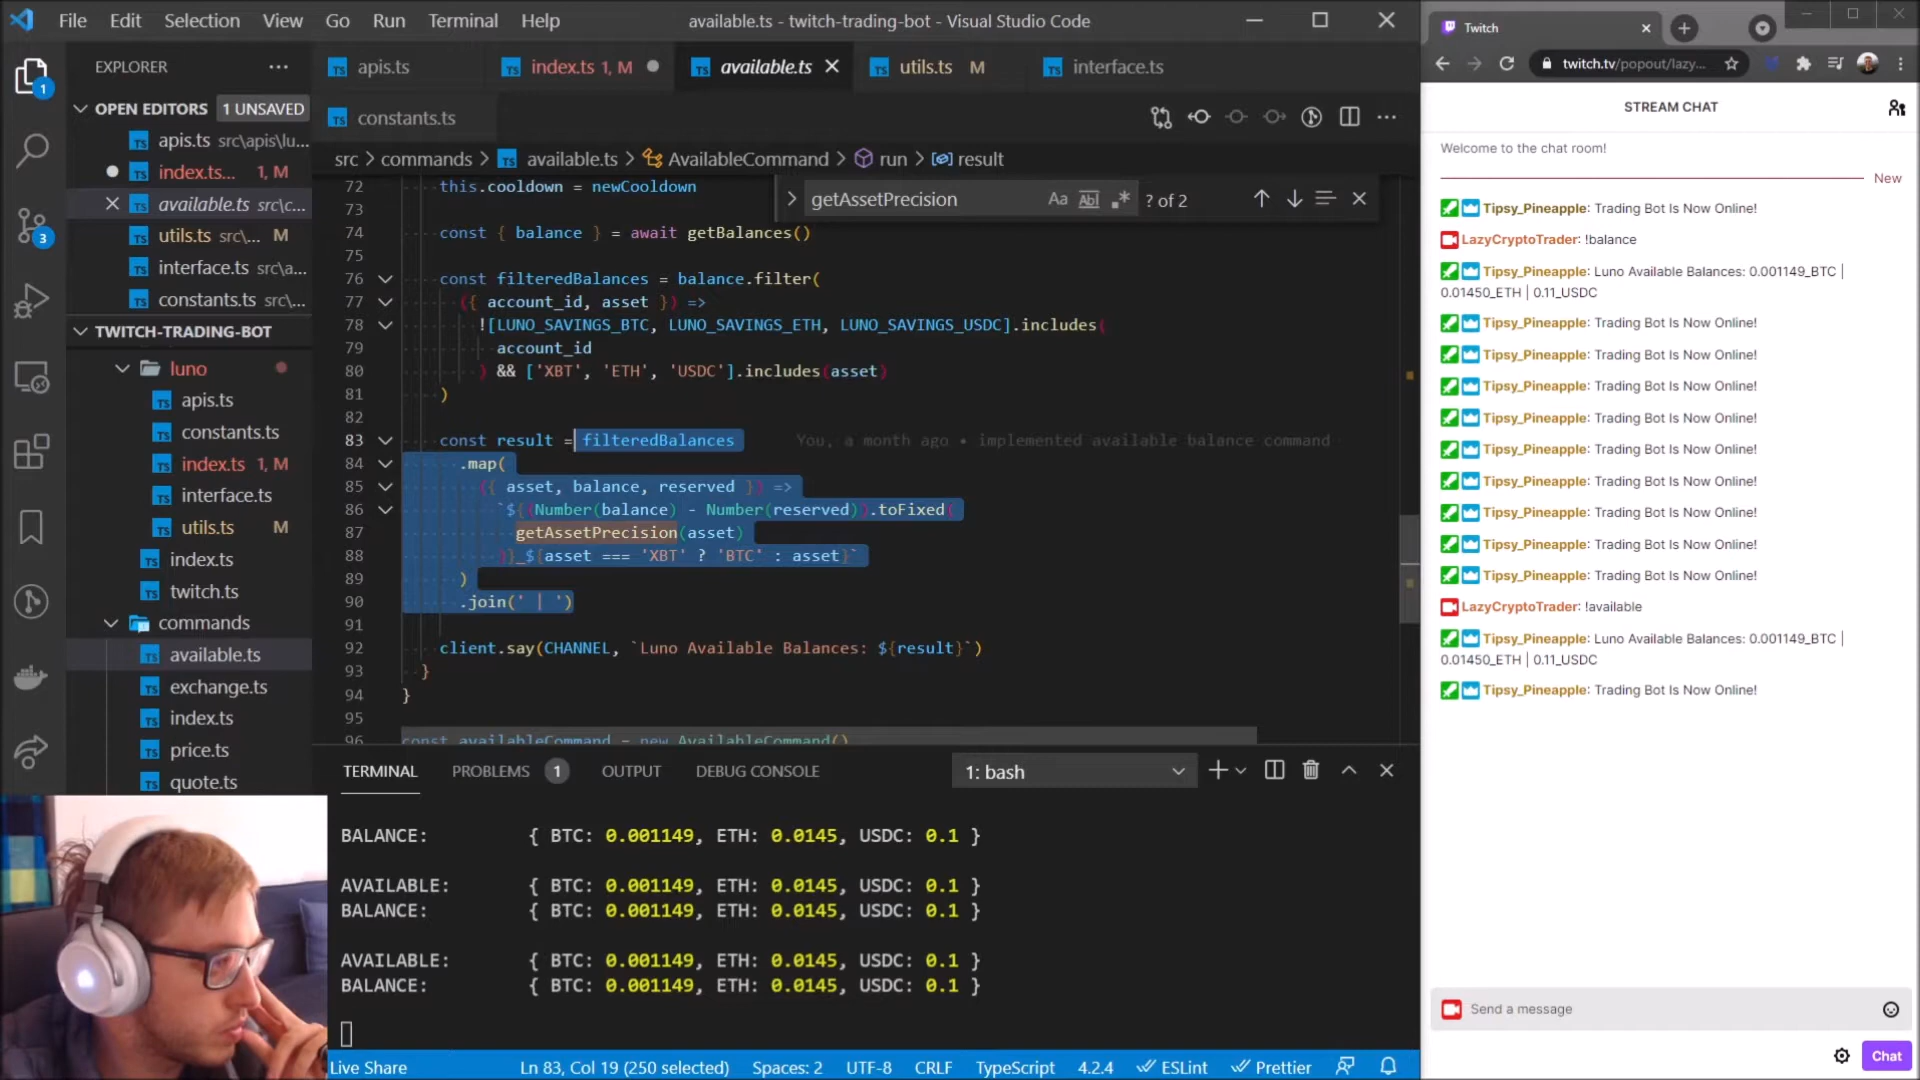 File Edit Selection View Go Run Terminal Help
available.ts - twitch-trading-bot - Visual Studio Code
EXPLORER
OPEN EDITORS 1 UNSAVED
apis.ts src\apis\lu...
index.ts... 1, M
available.ts src\c...
utils.ts src\... M
interface.ts src\a...
constants.ts src\...
TWITCH-TRADING-BOT
luno
apis.ts
constants.ts
index.ts 1, M
interface.ts
utils.ts M
index.ts
twitch.ts
commands
available.ts
exchange.ts
index.ts
price.ts
quote.ts
1
3
apis.ts
index.ts 1, M
available.ts
utils.ts M
interface.ts
constants.ts
src > commands > available.ts > AvailableCommand > run > result
getAssetPrecision Aa Abl .* ? of 2
72 this.cooldown = newCooldown
73
74 const { balance } = await getBalances()
75
76 const filteredBalances = balance.filter(
77 ({ account_id, asset }) =>
78 ![LUNO_SAVINGS_BTC, LUNO_SAVINGS_ETH, LUNO_SAVINGS_USDC].includes(
79 account_id
80 ) && ['XBT', 'ETH', 'USDC'].includes(asset)
81 )
82
83 const result = filteredBalances You, a month ago • implemented available balance command
84 .map(
85 ({ asset, balance, reserved }) =>
86 `${(Number(balance) - Number(reserved)).toFixed(
87 getAssetPrecision(asset)
88 )}_${asset === 'XBT' ? 'BTC' : asset}`
89 )
90 .join(' | ')
91
92 client.say(CHANNEL, `Luno Available Balances: ${result}`)
93 }
94 }
95
96 const availableCommand = new AvailableCommand()
TERMINAL PROBLEMS 1 OUTPUT DEBUG CONSOLE 1: bash
BALANCE: { BTC: 0.001149, ETH: 0.0145, USDC: 0.1 }
AVAILABLE: { BTC: 0.001149, ETH: 0.0145, USDC: 0.1 }
BALANCE: { BTC: 0.001149, ETH: 0.0145, USDC: 0.1 }
AVAILABLE: { BTC: 0.001149, ETH: 0.0145, USDC: 0.1 }
BALANCE: { BTC: 0.001149, ETH: 0.0145, USDC: 0.1 }
Live Share Ln 83, Col 19 (250 selected) Spaces: 2 UTF-8 CRLF TypeScript 4.2.4 ESLint Prettier
Twitch
twitch.tv/popout/lazy...
STREAM CHAT
Welcome to the chat room!
New
Tipsy_Pineapple: Trading Bot Is Now Online!
LazyCryptoTrader: !balance
Tipsy_Pineapple: Luno Available Balances: 0.001149_BTC |
0.01450_ETH | 0.11_USDC
Tipsy_Pineapple: Trading Bot Is Now Online!
Tipsy_Pineapple: Trading Bot Is Now Online!
Tipsy_Pineapple: Trading Bot Is Now Online!
Tipsy_Pineapple: Trading Bot Is Now Online!
Tipsy_Pineapple: Trading Bot Is Now Online!
Tipsy_Pineapple: Trading Bot Is Now Online!
Tipsy_Pineapple: Trading Bot Is Now Online!
Tipsy_Pineapple: Trading Bot Is Now Online!
Tipsy_Pineapple: Trading Bot Is Now Online!
LazyCryptoTrader: !available
Tipsy_Pineapple: Luno Available Balances: 0.001149_BTC |
0.01450_ETH | 0.11_USDC
Tipsy_Pineapple: Trading Bot Is Now Online!
Send a message
Chat